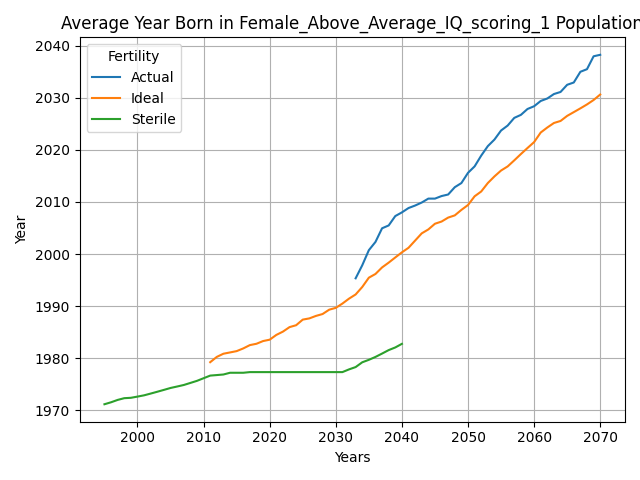 Average Year Born in Female_Above_Average_IQ_scoring_1 Population
Fertility
Actual
Ideal
Sterile
2040
2030
2020
2010
2000
1990
1980
1970
Year
2000 2010 2020 2030 2040 2050 2060 2070
Years